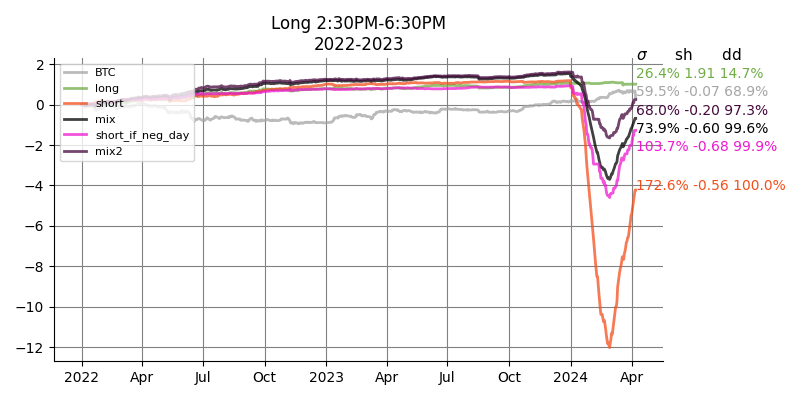 Long 2:30PM-6:30PM
2022-2023
σ sh dd
26.4% 1.91 14.7%
59.5% -0.07 68.9%
68.0% -0.20 97.3%
73.9% -0.60 99.6%
103.7% -0.68 99.9%
172.6% -0.56 100.0%
BTC
long
short
mix
short_if_neg_day
mix2
2
0
−2
−4
−6
−8
−10
−12
2022 Apr Jul Oct 2023 Apr Jul Oct 2024 Apr